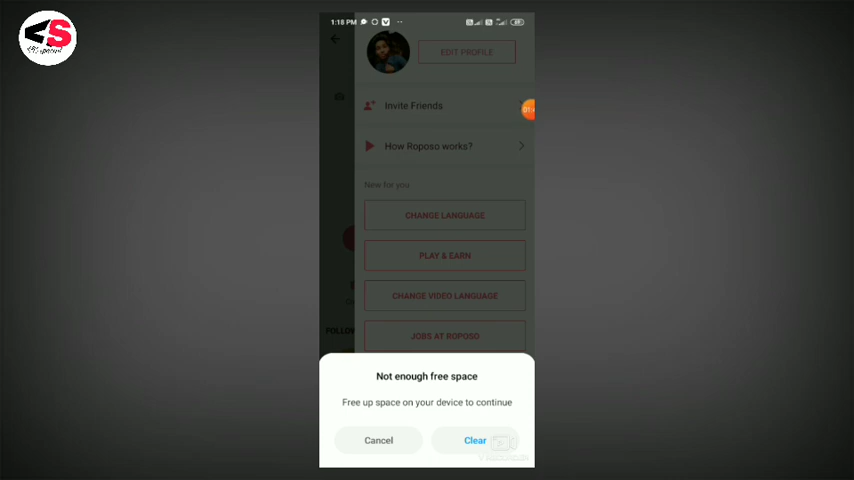 1:18 PM
EDIT PROFILE
Invite Friends
How Roposo works?
New for you
CHANGE LANGUAGE
PLAY & EARN
CHANGE VIDEO LANGUAGE
JOBS AT ROPOSO
FOLLOW
Not enough free space
Free up space on your device to continue
Cancel
Clear